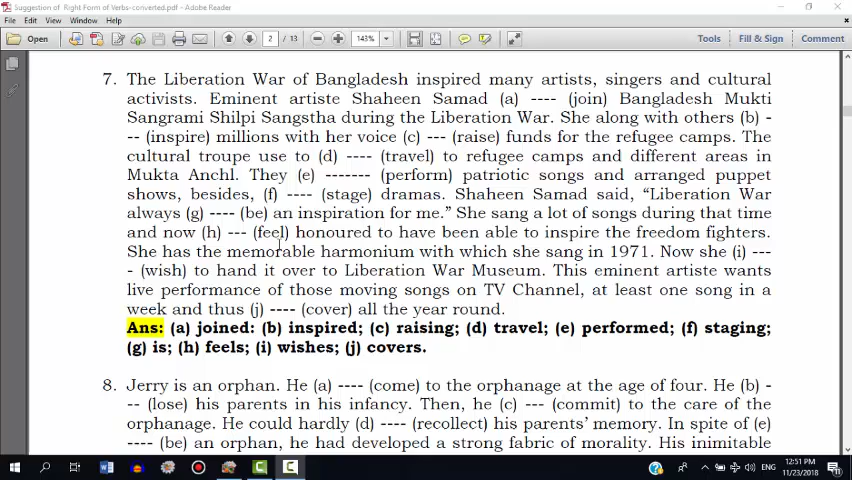 Suggestion of Right Form of Verbs-converted.pdf - Adobe Reader
File Edit View Window Help
Open 2 / 13 143% Tools Fill & Sign Comment
7. The Liberation War of Bangladesh inspired many artists, singers and cultural
activists. Eminent artiste Shaheen Samad (a) ---- (join) Bangladesh Mukti
Sangrami Shilpi Sangstha during the Liberation War. She along with others (b) -
-- (inspire) millions with her voice (c) --- (raise) funds for the refugee camps. The
cultural troupe use to (d) ---- (travel) to refugee camps and different areas in
Mukta Anchl. They (e) ------- (perform) patriotic songs and arranged puppet
shows, besides, (f) ---- (stage) dramas. Shaheen Samad said, “Liberation War
always (g) ---- (be) an inspiration for me.” She sang a lot of songs during that time
and now (h) --- (feel) honoured to have been able to inspire the freedom fighters.
She has the memorable harmonium with which she sang in 1971. Now she (i) ---
- (wish) to hand it over to Liberation War Museum. This eminent artiste wants
live performance of those moving songs on TV Channel, at least one song in a
week and thus (j) ---- (cover) all the year round.
Ans: (a) joined: (b) inspired; (c) raising; (d) travel; (e) performed; (f) staging;
(g) is; (h) feels; (i) wishes; (j) covers.
8. Jerry is an orphan. He (a) ---- (come) to the orphanage at the age of four. He (b) -
-- (lose) his parents in his infancy. Then, he (c) --- (commit) to the care of the
orphanage. He could hardly (d) ---- (recollect) his parents’ memory. In spite of (e)
---- (be) an orphan, he had developed a strong fabric of morality. His inimitable
ENG 12:51 PM
11/23/2018